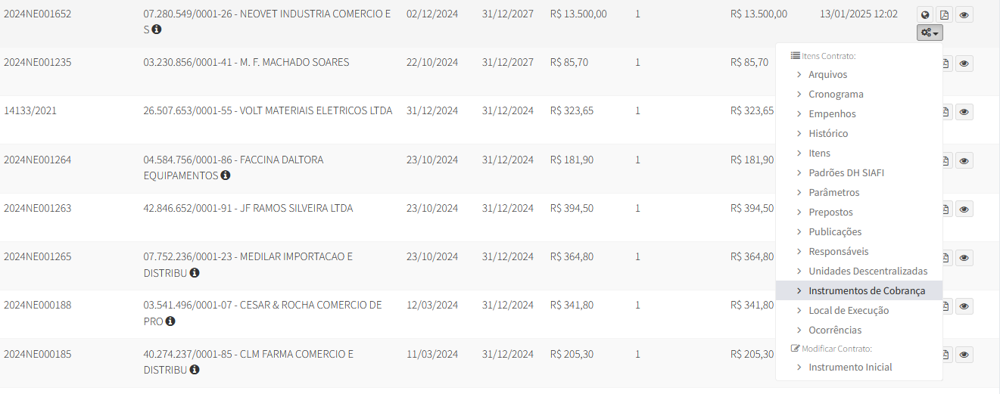 2024NE001652 07.280.549/0001-26 - NEOVET INDUSTRIA COMERCIO E 02/12/2024 31/12/2027 R$ 13.500,00 1 R$ 13.500,00 13/01/2025 12:02
S
2024NE001235 03.230.856/0001-41 - M. F. MACHADO SOARES 22/10/2024 31/12/2027 R$ 85,70 1 R$ 85,70
14133/2021 26.507.653/0001-55 - VOLT MATERIAIS ELETRICOS LTDA 31/12/2024 31/12/2024 R$ 323,65 1 R$ 323,65
2024NE001264 04.584.756/0001-86 - FACCINA DALTORA 23/10/2024 31/12/2024 R$ 181,90 1 R$ 181,90
EQUIPAMENTOS
2024NE001263 42.846.652/0001-91 - JF RAMOS SILVEIRA LTDA 23/10/2024 31/12/2024 R$ 394,50 1 R$ 394,50
2024NE001265 07.752.236/0001-23 - MEDILAR IMPORTACAO E 23/10/2024 31/12/2024 R$ 364,80 1 R$ 364,80
DISTRIBU
2024NE000188 03.541.496/0001-07 - CESAR & ROCHA COMERCIO DE 12/03/2024 31/12/2024 R$ 341,80 1 R$ 341,80
PRO
2024NE000185 40.274.237/0001-85 - CLM FARMA COMERCIO E 11/03/2024 31/12/2024 R$ 205,30 1 R$ 205,30
DISTRIBU
Itens Contrato:
Arquivos
Cronograma
Empenhos
Histórico
Itens
Padrões DH SIAFI
Parâmetros
Prepostos
Publicações
Responsáveis
Unidades Descentralizadas
Instrumentos de Cobrança
Local de Execução
Ocorrências
Modificar Contrato:
Instrumento Inicial